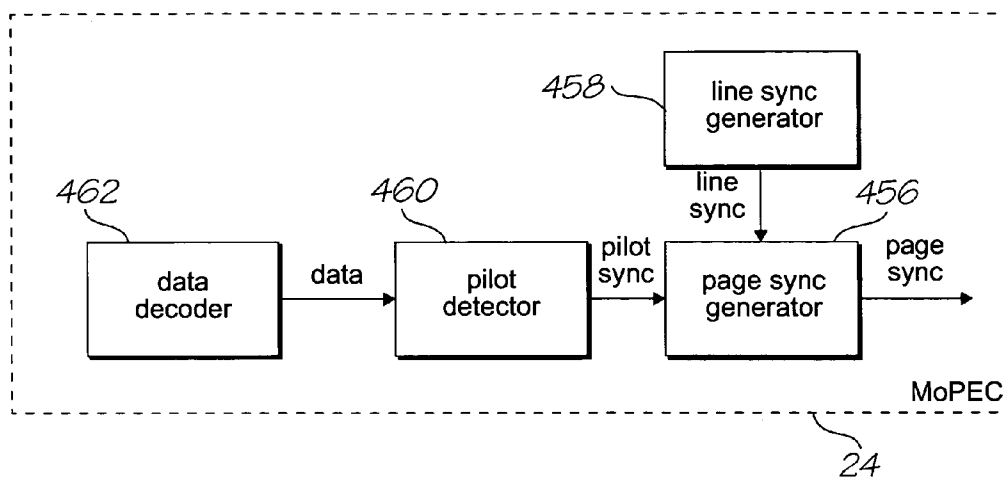 458
line sync
generator
line
sync
462
460
456
data
decoder
data
pilot
detector
pilot
sync
page sync
generator
page
sync
MoPEC
24